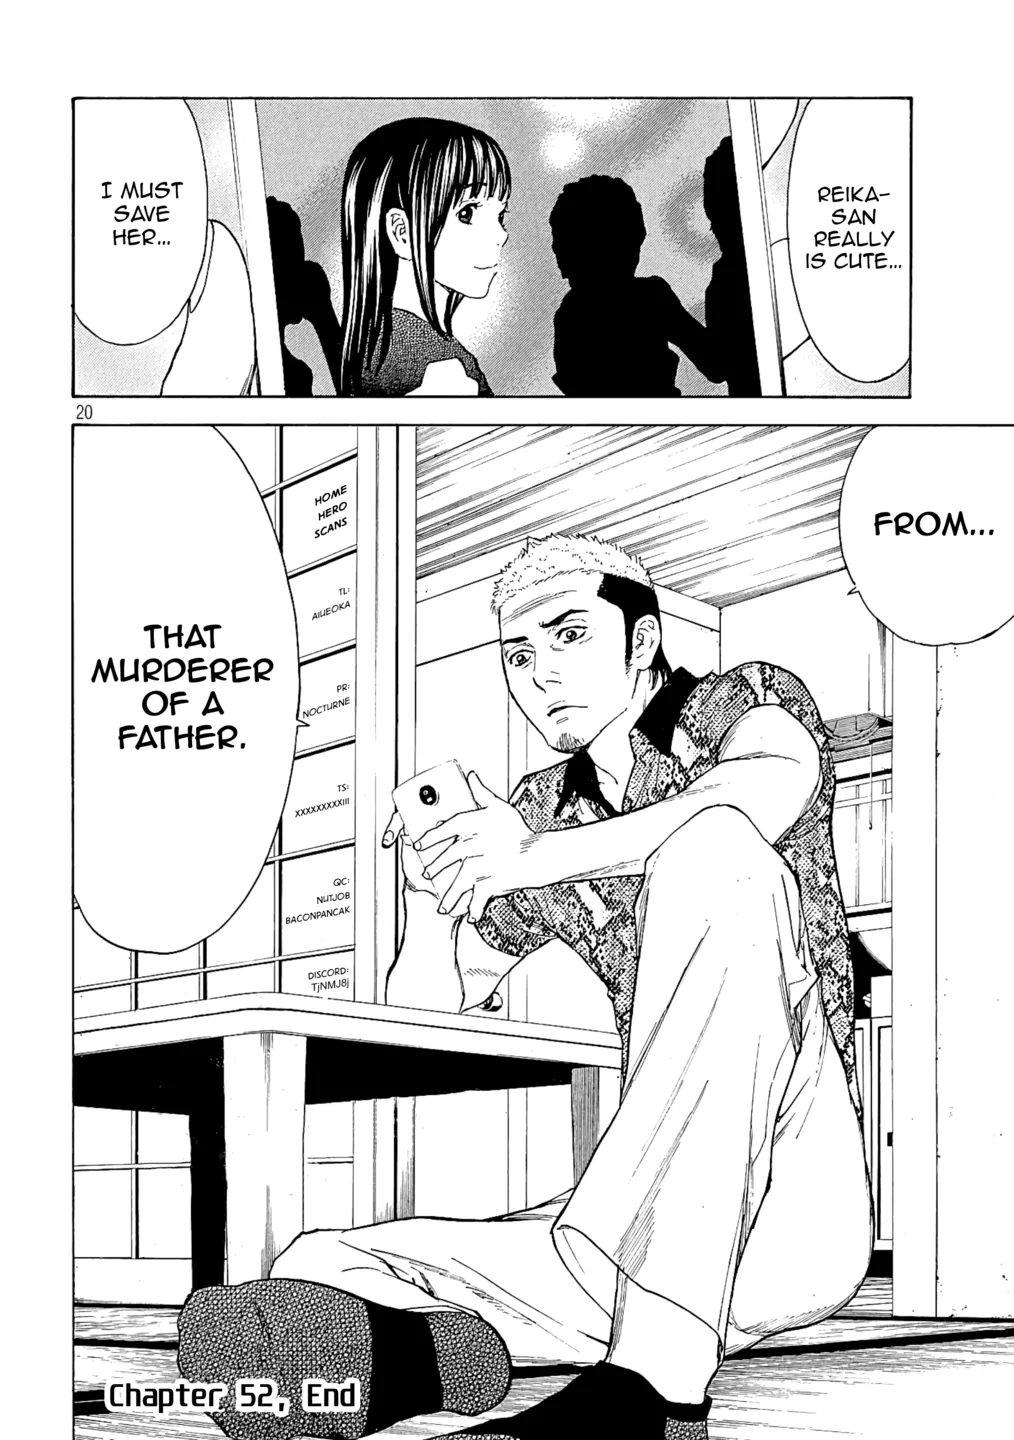 REIKA-
SAN
REALLY
IS CUTE...
I MUST
SAVE
HER...
20
FROM...
THAT
MURDERER
OF A
FATHER.
HOME
HERO
SCANS
TL:
AIUEOKA
PR:
NOCTURNE
TS:
XXXXXXXXXIII
QC:
NUTJOB
BACONPANCAK
DISCORD:
TjNMJ8j
Chapter 52, End